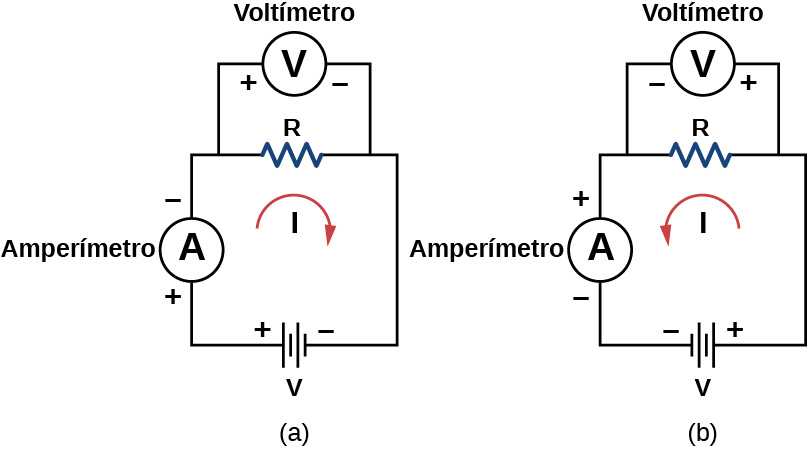 Voltímetro
V
+ –
R
–
I
Amperímetro A
+
+ –
V
(a)
Voltímetro
V
– +
R
+
I
Amperímetro A
–
– +
V
(b)